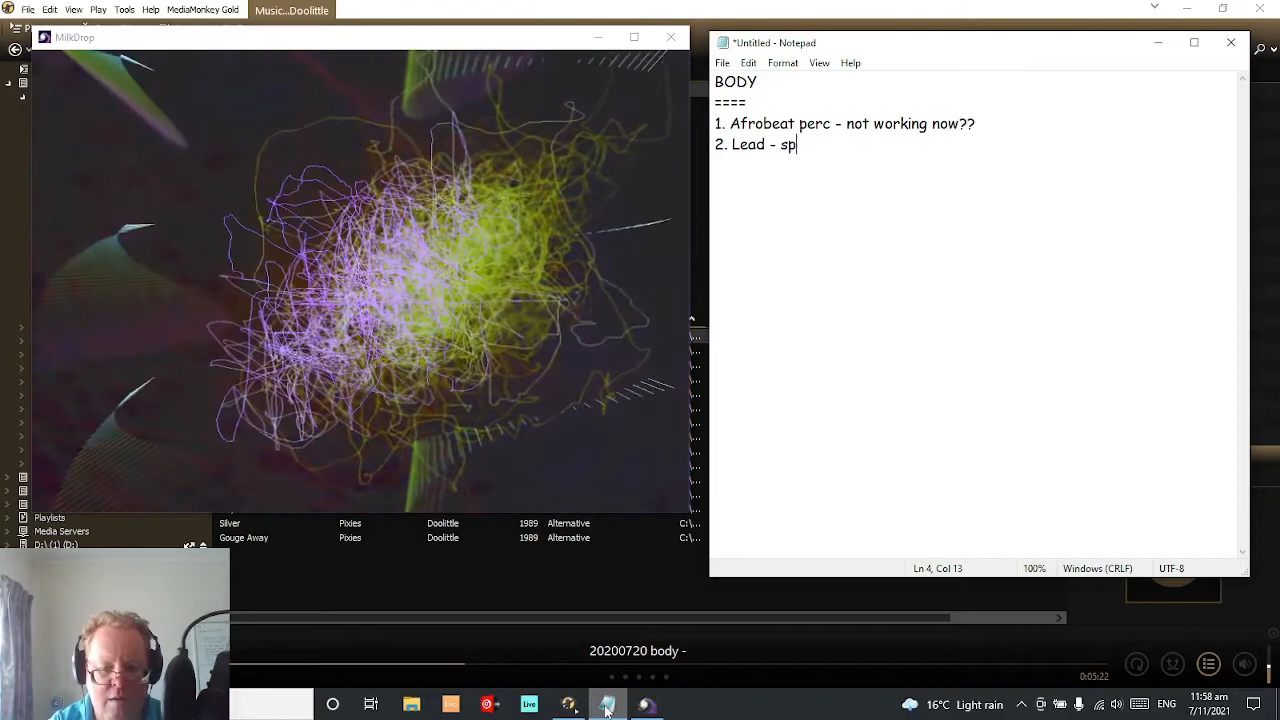 File Edit View Play Tools Help MediaMonkey Gold Music...Doolittle
MilkDrop
*Untitled - Notepad
File Edit Format View Help
BODY
====
1. Afrobeat perc - not working now??
2. Lead - sp
Ln 4, Col 13 100% Windows (CRLF) UTF-8
Playlists
Media Servers
D:\ (1) (D:)
Silver Pixies Doolittle 1989 Alternative C:\...
Gouge Away Pixies Doolittle 1989 Alternative C:\...
20200720 body -
0:05:22
Live
Live
16°C Light rain
11:58 am
7/11/2021